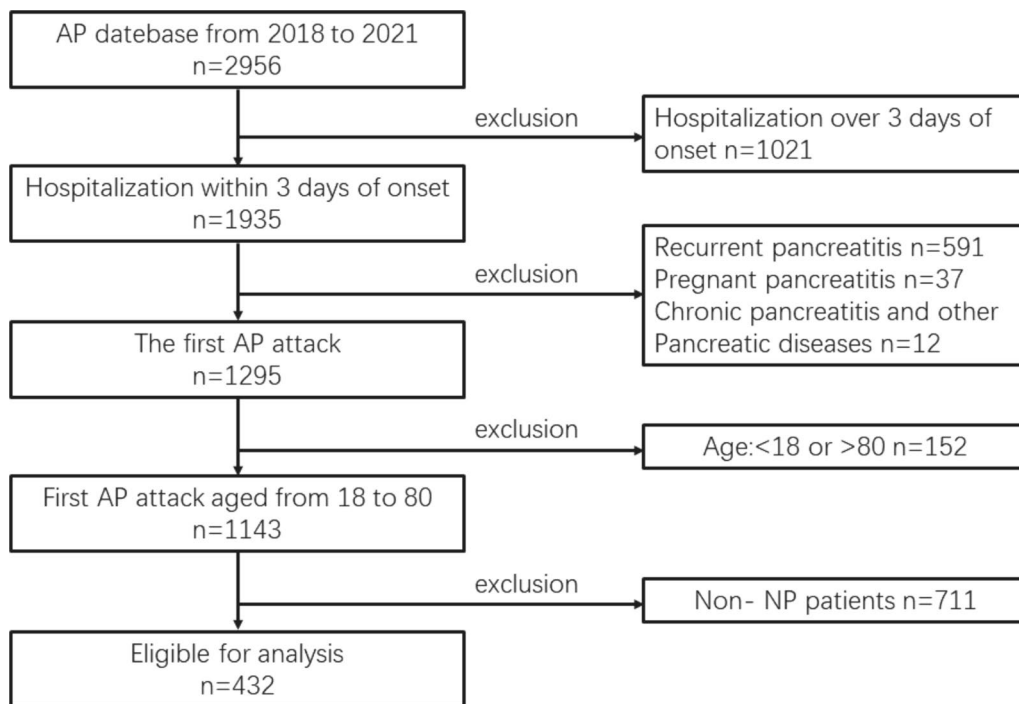 AP datebase from 2018 to 2021
n=2956
exclusion
Hospitalization over 3 days of
onset n=1021
Hospitalization within 3 days of onset
n=1935
exclusion
Recurrent pancreatitis n=591
Pregnant pancreatitis n=37
Chronic pancreatitis and other
Pancreatic diseases n=12
The first AP attack
n=1295
exclusion
Age:<18 or >80 n=152
First AP attack aged from 18 to 80
n=1143
exclusion
Non- NP patients n=711
Eligible for analysis
n=432